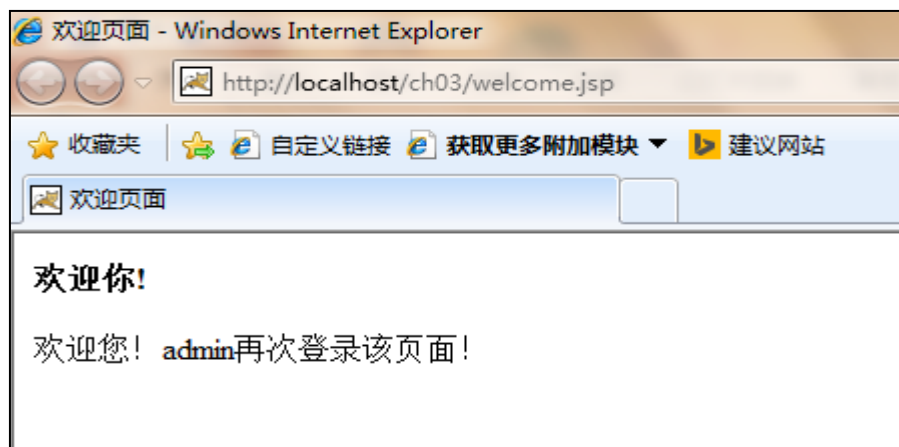 欢迎页面 - Windows Internet Explorer
http://localhost/ch03/welcome.jsp
收藏夹 自定义链接 获取更多附加模块 建议网站
欢迎页面
欢迎你!
欢迎您！admin再次登录该页面！